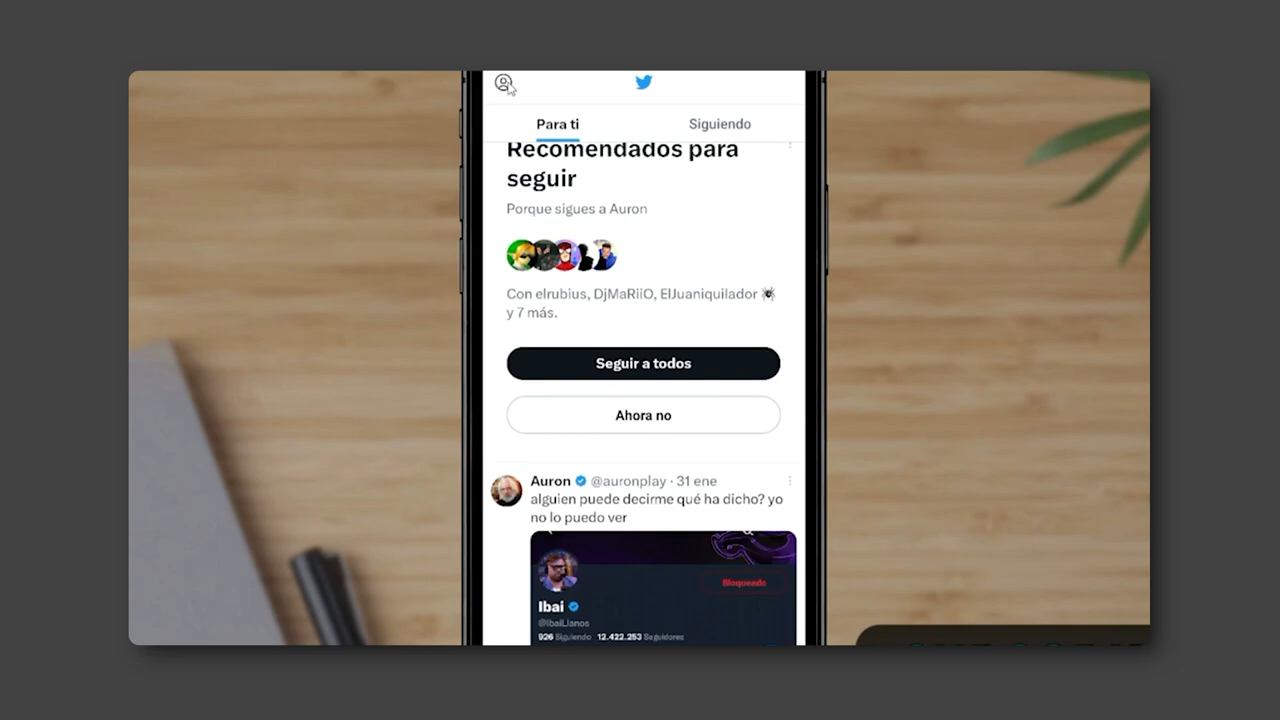 Para ti
Siguiendo
Recomendados para
seguir
Porque sigues a Auron
Con elrubius, DjMaRiiO, ElJuaniquilador
y 7 más.
Seguir a todos
Ahora no
Auron @auronplay · 31 ene
alguien puede decirme qué ha dicho? yo
no lo puedo ver
Bloqueado
Ibai
@IbaiLlanos
926 Siguiendo 12.422.253 Seguidores